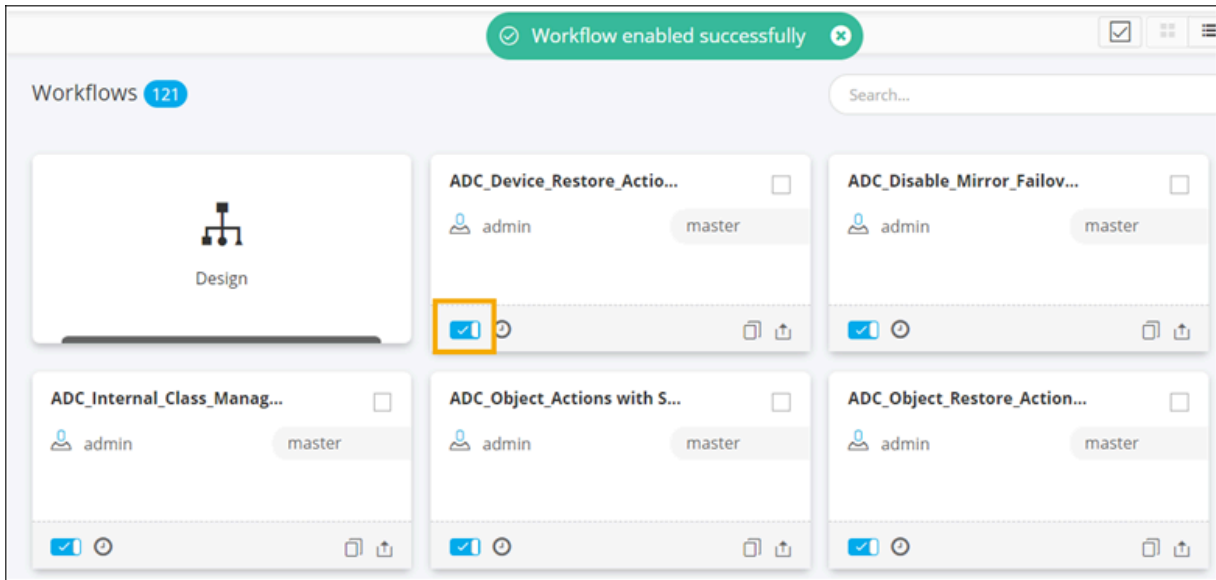 Workflow enabled successfully
Workflows 121
Search...
Design
ADC_Device_Restore_Actio...
admin
master
ADC_Disable_Mirror_Failov...
admin
master
ADC_Internal_Class_Manag...
admin
master
ADC_Object_Actions with S...
admin
master
ADC_Object_Restore_Action...
admin
master